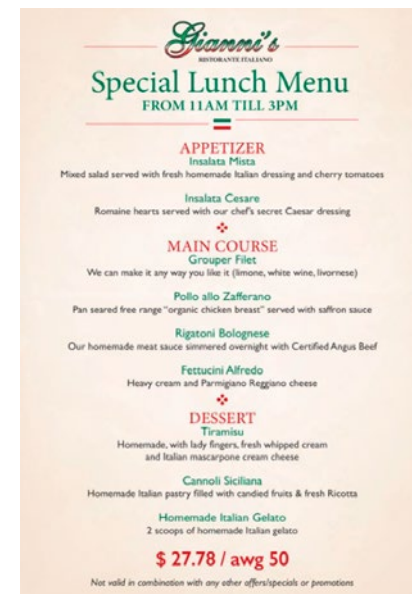 Gianni's
RISTORANTE ITALIANO
Special Lunch Menu
FROM 11AM TILL 3PM
APPETIZER
Insalata Mista
Mixed salad served with fresh homemade Italian dressing and cherry tomatoes
Insalata Cesare
Romaine hearts served with our chef's secret Caesar dressing
MAIN COURSE
Grouper Filet
We can make it any way you like it (limone, white wine, livornese)
Pollo allo Zafferano
Pan seared free range "organic chicken breast" served with saffron sauce
Rigatoni Bolognese
Our homemade meat sauce simmered overnight with Certified Angus Beef
Fettucini Alfredo
Heavy cream and Parmigiano Reggiano cheese
DESSERT
Tiramisu
Homemade, with lady fingers, fresh whipped cream
and Italian mascarpone cream cheese
Cannoli Siciliana
Homemade Italian pastry filled with candied fruits & fresh Ricotta
Homemade Italian Gelato
2 scoops of homemade Italian gelato
$ 27.78 / awg 50
Not valid in combination with any other offers/specials or promotions